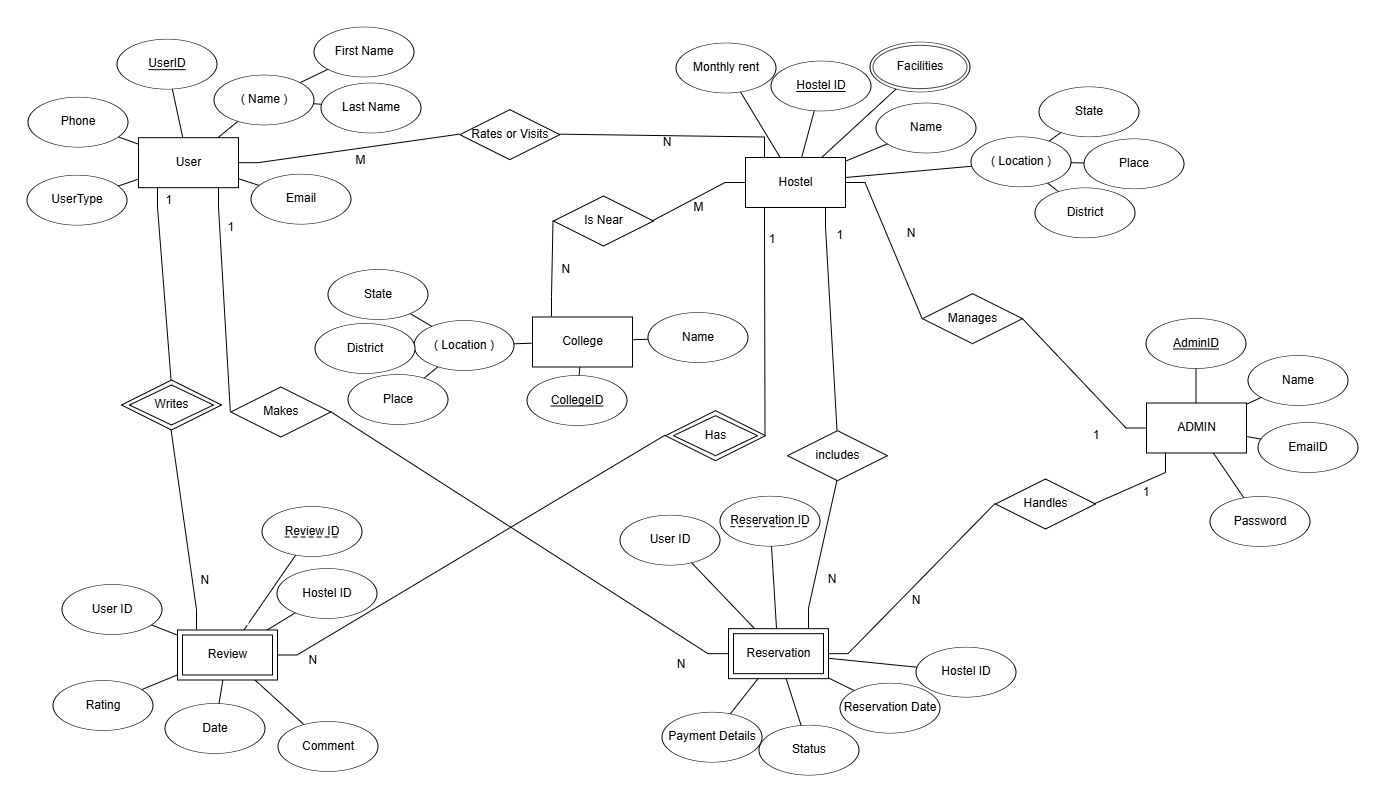 First Name
UserID
Monthly rent
Facilities
Hostel ID
( Name )
Last Name
State
Phone
Name
Rates or Visits
N
M
User
( Location )
Place
Hostel
UserType
1
Email
M
District
Is Near
1
1
1
N
N
State
Manages
( Location )
College
Name
AdminID
District
Name
Place
CollegeID
Writes
Makes
ADMIN
Has
1
EmailID
includes
1
Handles
Reservation ID
Password
Review ID
User ID
N
N
Hostel ID
N
User ID
Review
N
N
Reservation
Hostel ID
Rating
Reservation Date
Date
Payment Details
Comment
Status